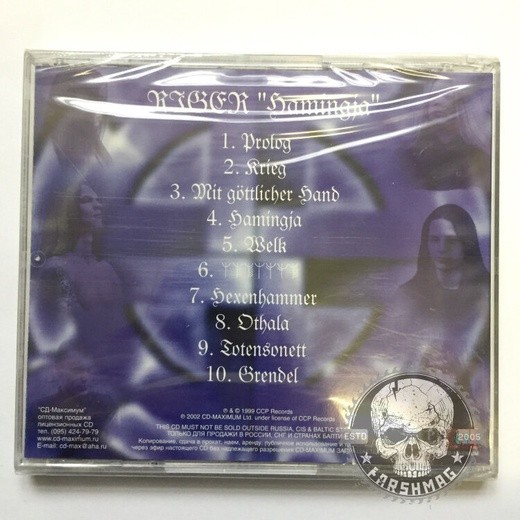 RIGER "Hamingja"
1. Prolog
2. Krieg
3. Mit göttlicher Hand
4. Hamingja
5. Welk
6.
7. Hexenhammer
8. Othala
9. Totensonett
10. Grendel
℗ & © 1999 CCP Records
© 2002 CD-MAXIMUM Ltd. under license of CCP Records
THIS CD MUST NOT BE SOLD OUTSIDE RUSSIA, CIS & BALTIC
ТОЛЬКО ДЛЯ ПРОДАЖИ В РОССИИ, СНГ И СТРАНАХ БАЛТИИ
Копирование, сдача в прокат, наем, аренду, публичное использование
через эфир настоящего CD без надлежащего разрешения CD-MAXIMUM
"СД-Максимум"
оптовая продажа
лицензионных CD
тел. (095) 424-79-79
www.cd-maximum.ru
E-mail: cd-max@aha.ru
ESTD 2005
FARSHMAG